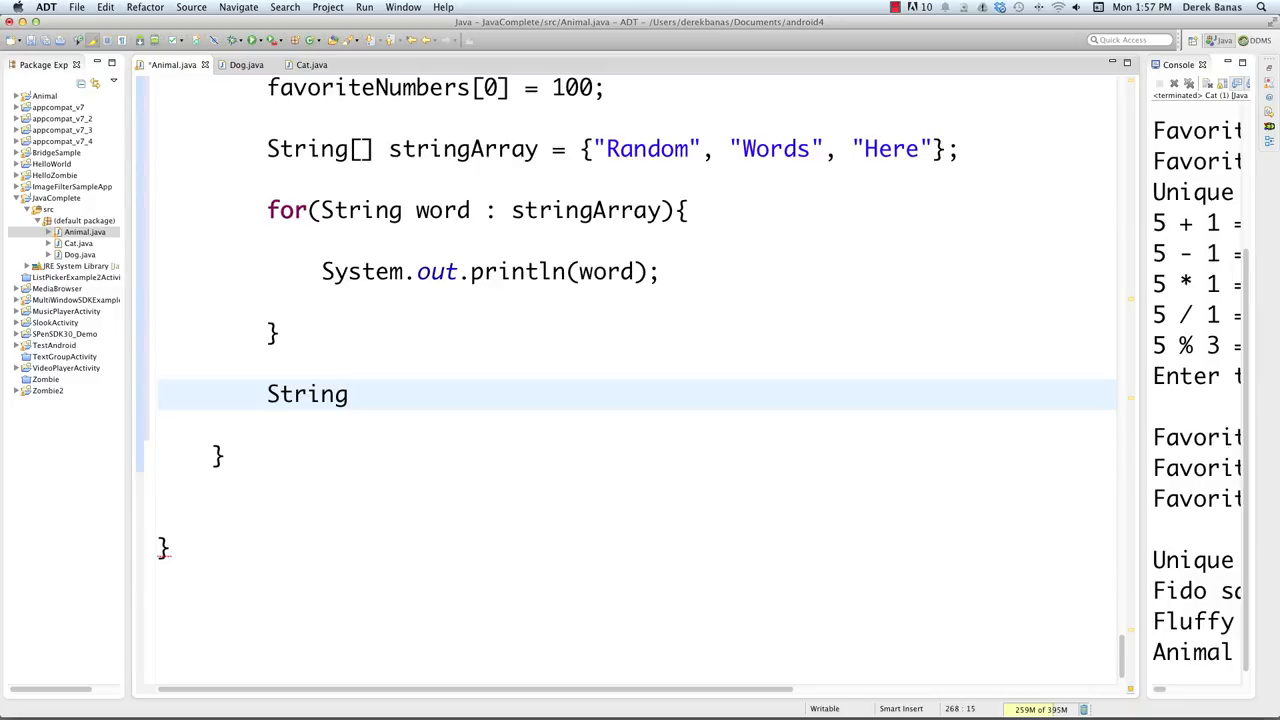 ADT File Edit Refactor Source Navigate Search Project Run Window Help 10 Mon 1:57 PM Derek Banas
Java - JavaComplete/src/Animal.java - ADT - /Users/derekbanas/Documents/android4
Quick Access Java DDMS
Package Exp
*Animal.java Dog.java Cat.java
Console
<terminated> Cat (1) [Java
Animal
appcompat_v7
appcompat_v7_2
appcompat_v7_3
appcompat_v7_4
BridgeSample
HelloWorld
HelloZombie
ImageFilterSampleApp
JavaComplete
src
(default package)
Animal.java
Cat.java
Dog.java
JRE System Library [Ja
ListPickerExample2Activi
MediaBrowser
MultiWindowSDKExample
MusicPlayerActivity
SlookActivity
SPenSDK30_Demo
TestAndroid
TextGroupActivity
VideoPlayerActivity
Zombie
Zombie2
favoriteNumbers[0] = 100;
String[] stringArray = {"Random", "Words", "Here"};
for(String word : stringArray){
System.out.println(word);
}
String
}
}
Favorit
Favorit
Unique
5 + 1 =
5 - 1 =
5 * 1 =
5 / 1 =
5 % 3 =
Enter t
Favorit
Favorit
Favorit
Unique
Fido sa
Fluffy
Animal
Writable Smart Insert 268 : 15 259M of 395M